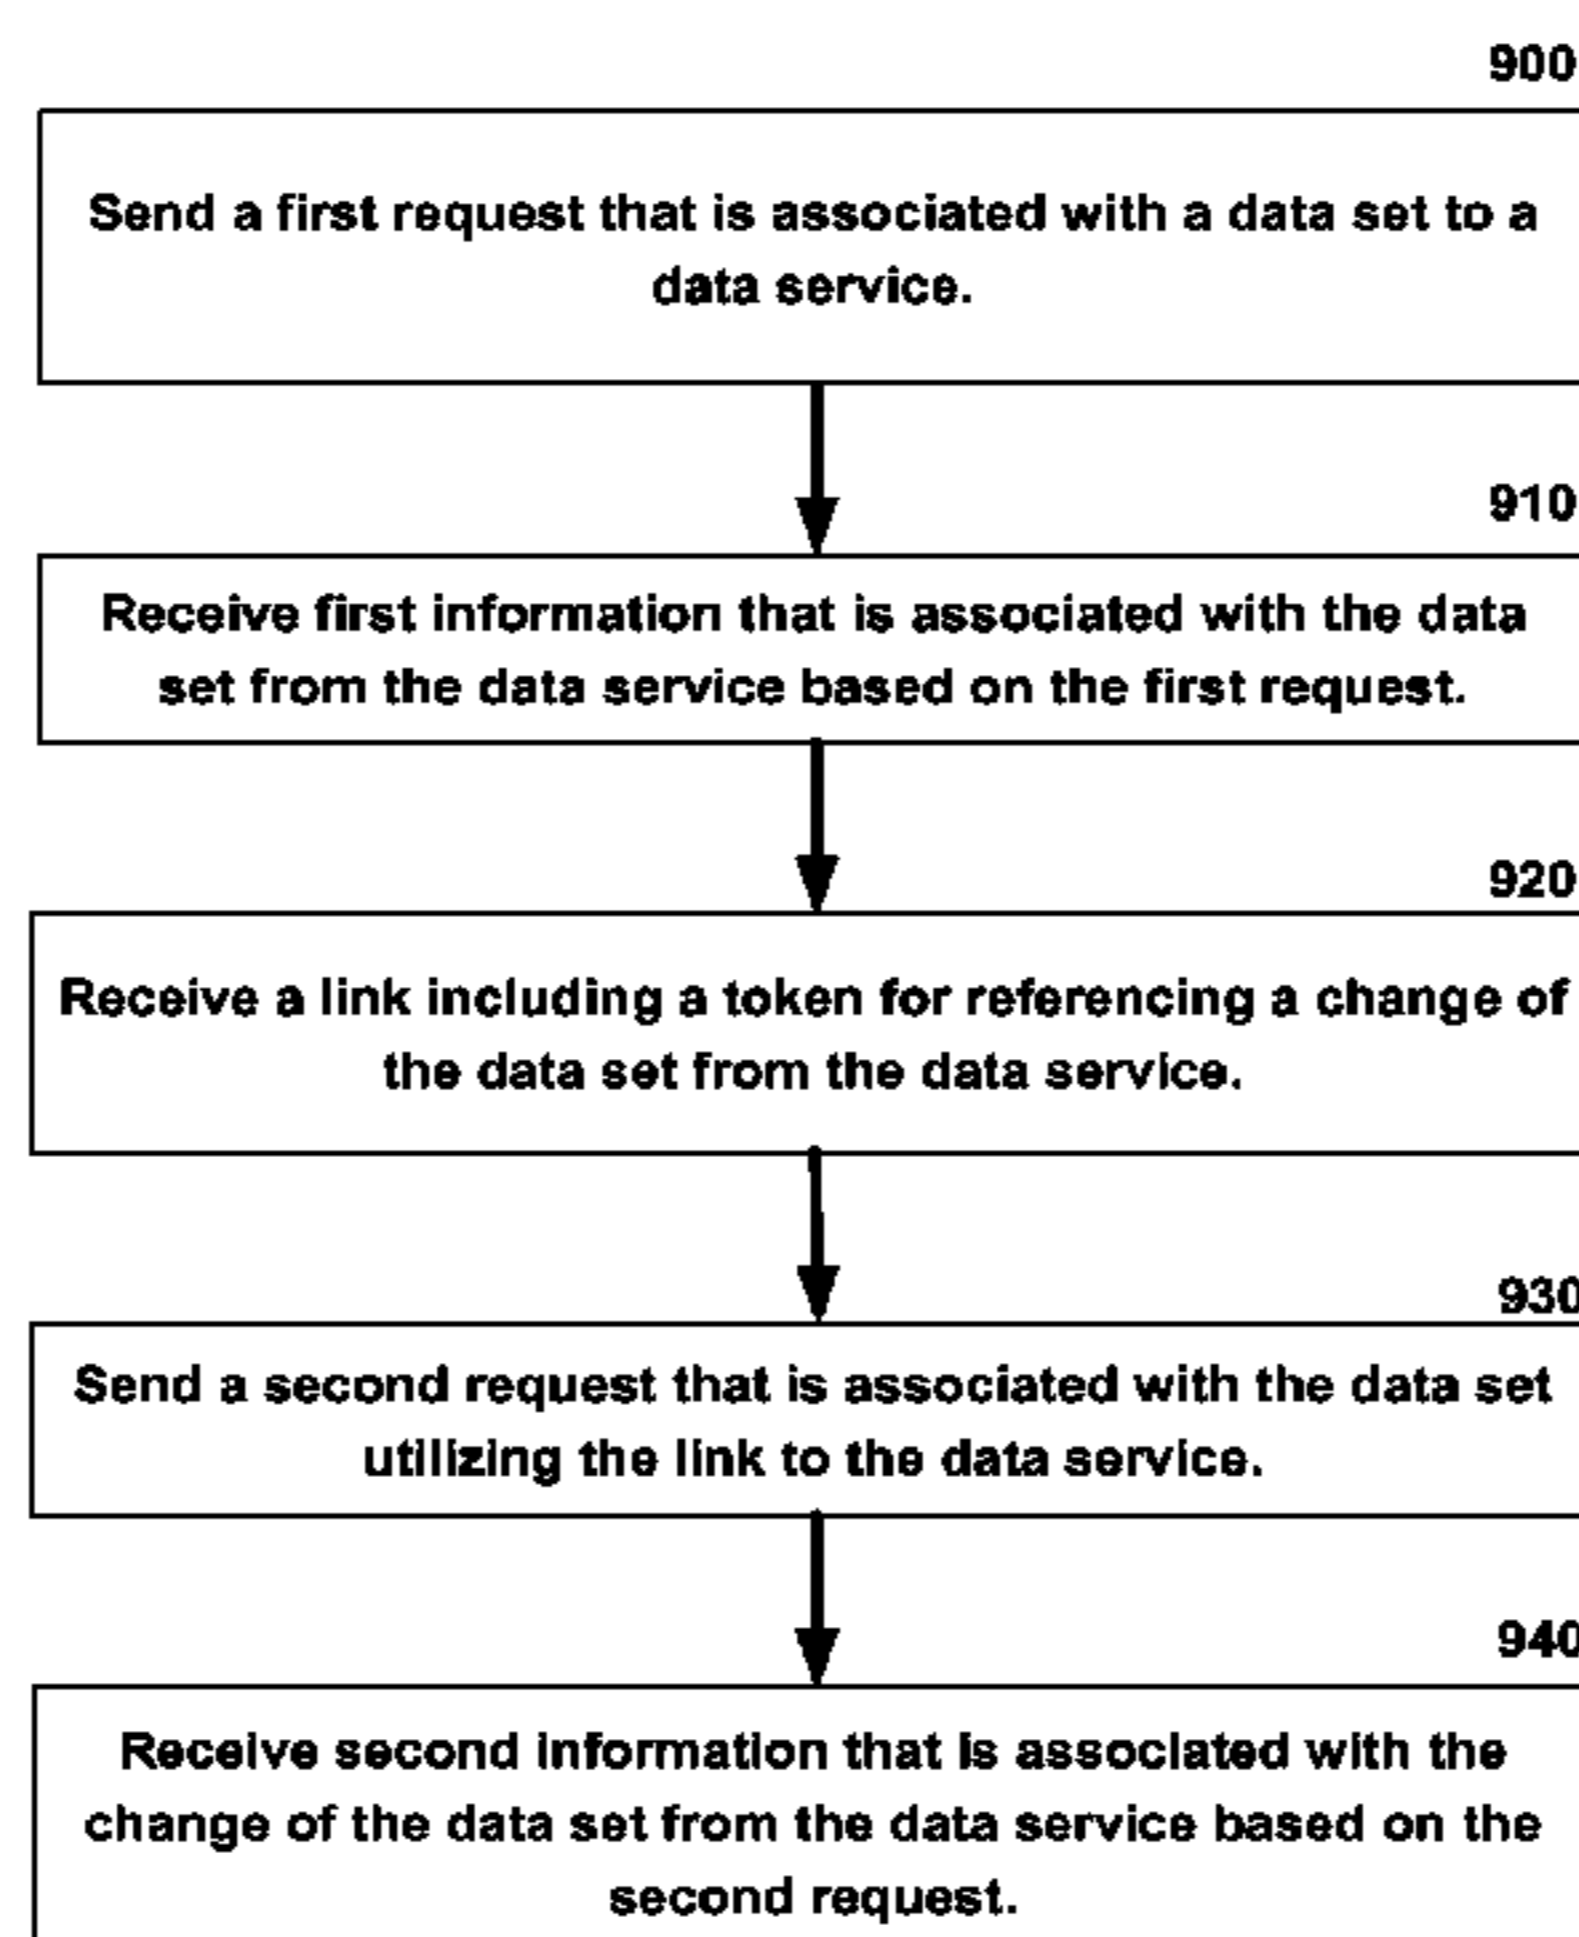 900
Send a first request that is associated with a data set to a
data service.
910
Receive first information that is associated with the data
set from the data service based on the first request.
920
Receive a link including a token for referencing a change of
the data set from the data service.
930
Send a second request that is associated with the data set
utilizing the link to the data service.
940
Receive second information that is associated with the
change of the data set from the data service based on the
second request.